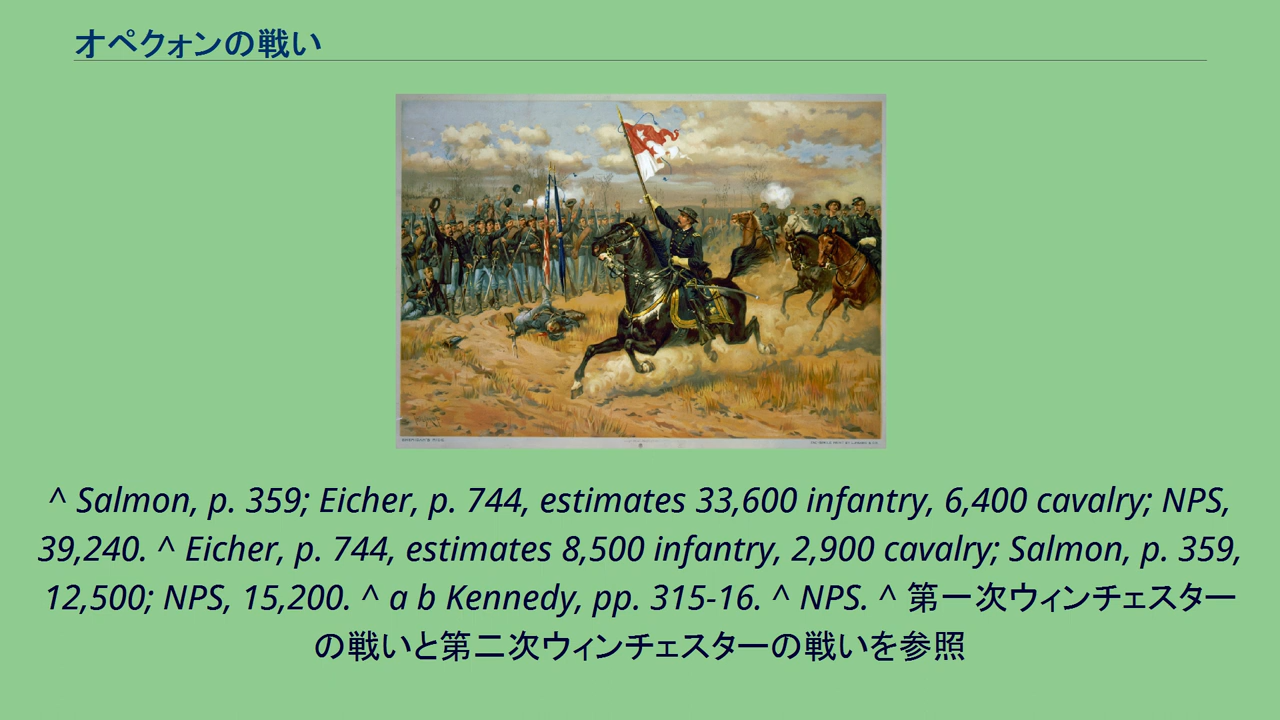 オペクォンの戦い
^ Salmon, p. 359; Eicher, p. 744, estimates 33,600 infantry, 6,400 cavalry; NPS,
39,240. ^ Eicher, p. 744, estimates 8,500 infantry, 2,900 cavalry; Salmon, p. 359,
12,500; NPS, 15,200. ^ a b Kennedy, pp. 315-16. ^ NPS. ^ 第一次ウィンチェスター
の戦いと第二次ウィンチェスターの戦いを参照